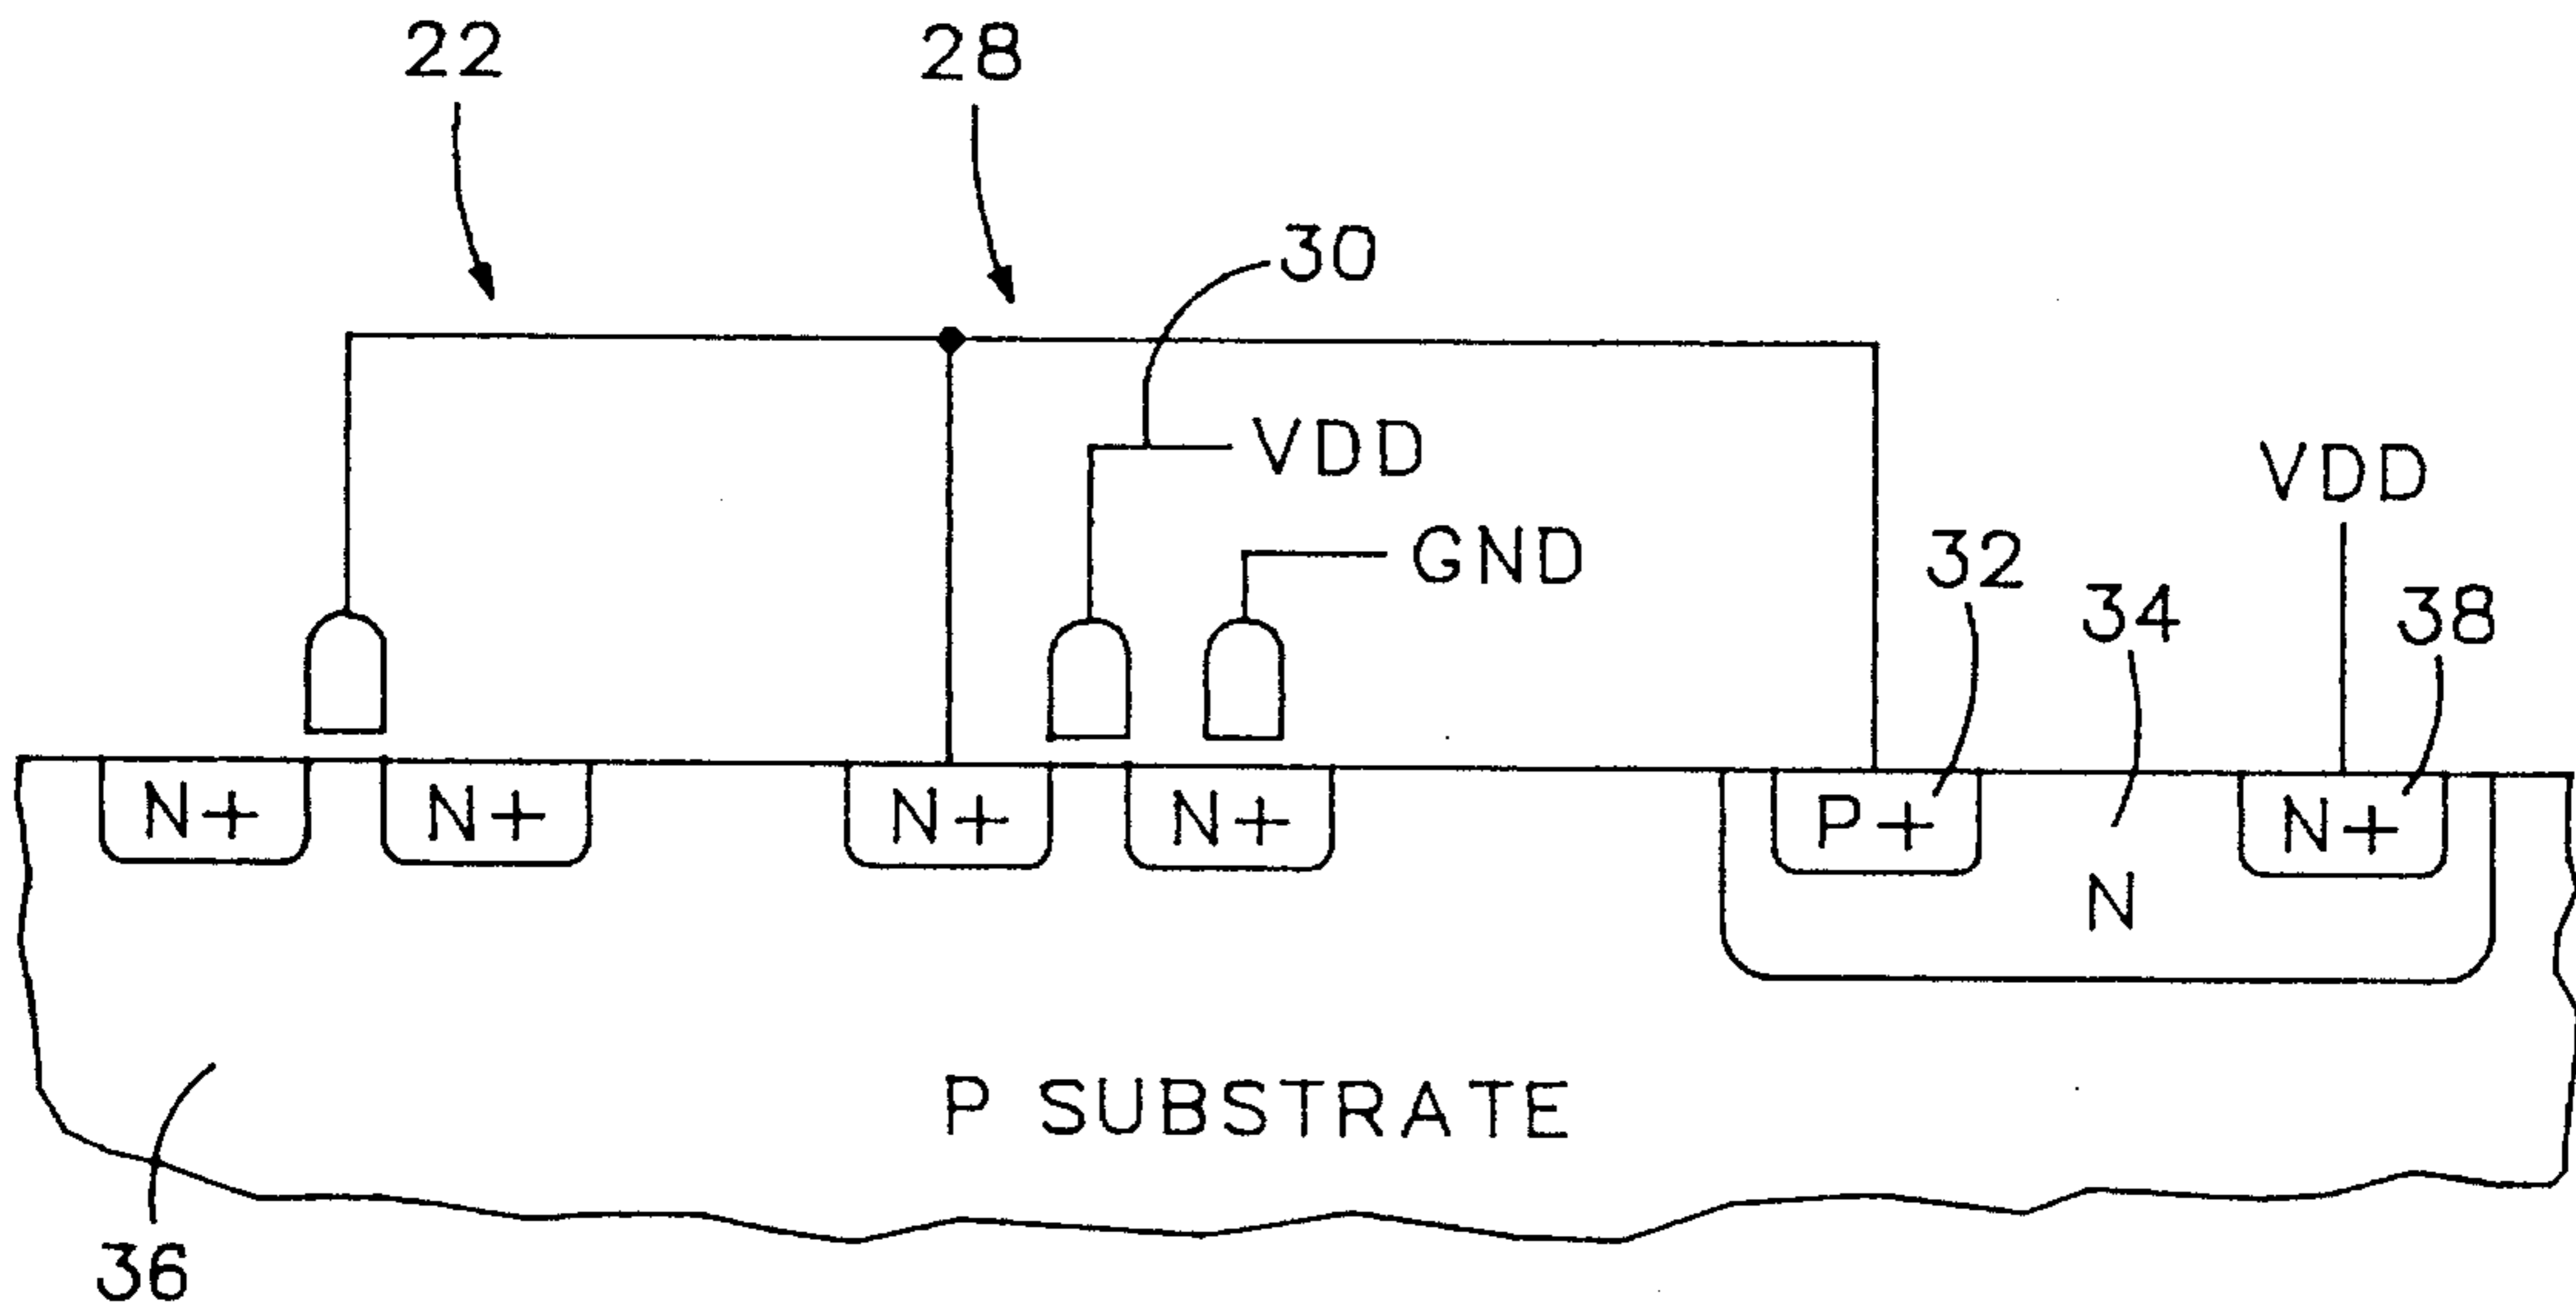 22
28
30
VDD
VDD
GND
32
34
38
N+
N+
N+
N+
P+
N+
N
P SUBSTRATE
36